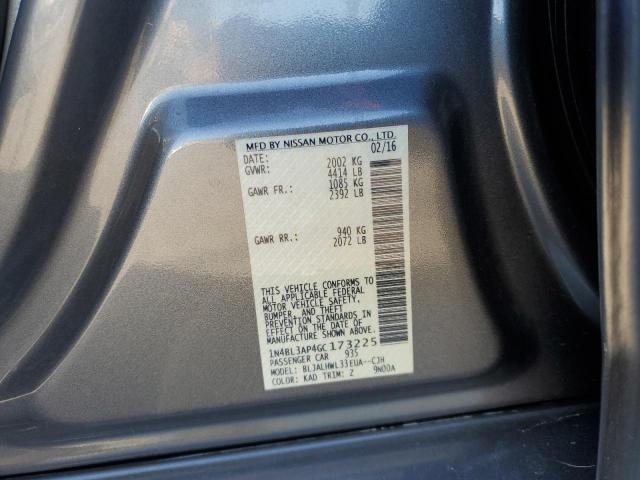 MFD BY NISSAN MOTOR CO., LTD.
DATE: 02/16
GVWR: 2002 KG
4414 LB
GAWR FR.: 1085 KG
2392 LB
GAWR RR.: 940 KG
2072 LB
THIS VEHICLE CONFORMS TO
ALL APPLICABLE FEDERAL
MOTOR VEHICLE SAFETY,
BUMPER, AND THEFT
PREVENTION STANDARDS IN
EFFECT ON THE DATE OF
MANUFACTURE SHOWN ABOVE.
1N4BL3AP4GC173225
PASSENGER CAR 935
MODEL: BLJALHWL33EUA--CJH
COLOR: KAD TRIM: Z 9N00A